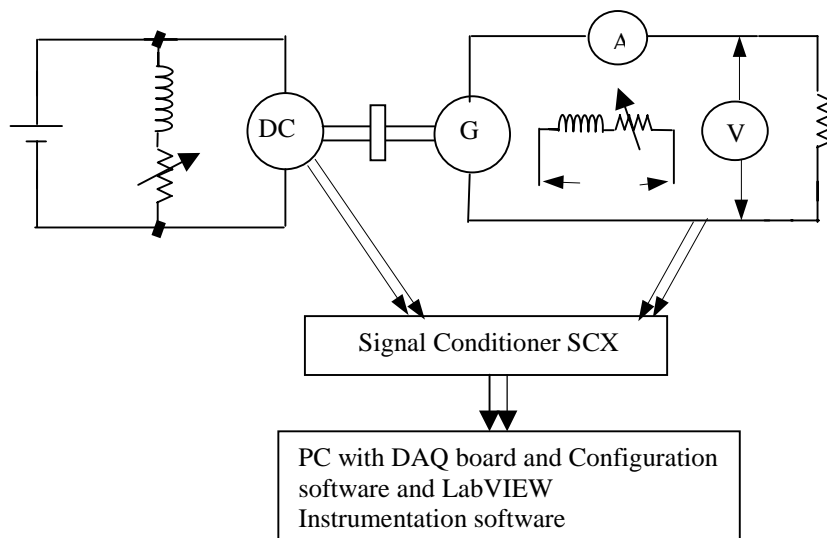 A
DC
G
V
Signal Conditioner SCX
PC with DAQ board and Configuration
software and LabVIEW
Instrumentation software